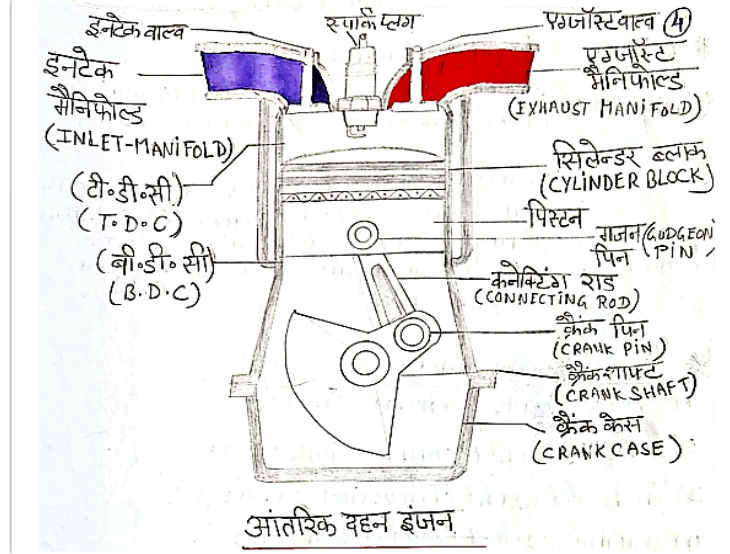 इनटेक वाल्व
स्पार्क प्लग
एग्जॉस्ट वाल्व
4
इनटेक
मैनिफोल्ड
(INLET-MANIFOLD)
एग्जॉस्ट
मैनिफोल्ड
(EXHAUST MANIFOLD)
(टी॰डी॰सी)
(T.D.C)
(बी॰डी॰सी)
(B.D.C)
सिलेन्डर ब्लाक
(CYLINDER BLOCK)
पिस्टन
गजन (GUDGEON
पिन PIN)
कनेक्टिंग राड
(CONNECTING ROD)
क्रैंक पिन
(CRANK PIN)
क्रैंकशाफ्ट
(CRANK SHAFT)
क्रैंक केस
(CRANK CASE)
आंतरिक दहन इंजन